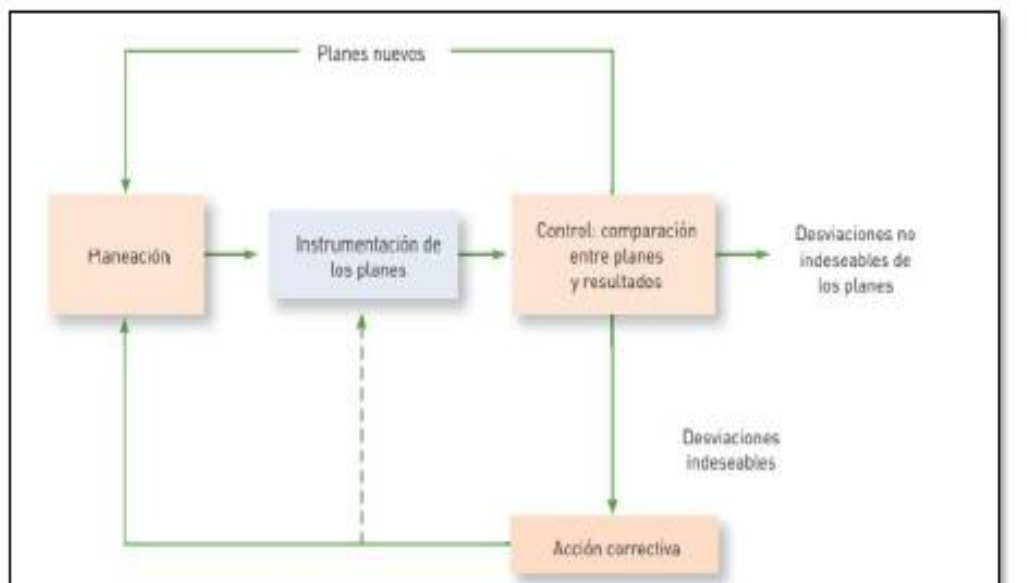 Planes nuevos
Planeación
Instrumentación de
los planes
Control: comparación
entre planes
y resultados
Desviaciones no
indeseables de
los planes
Desviaciones
indeseables
Acción correctiva